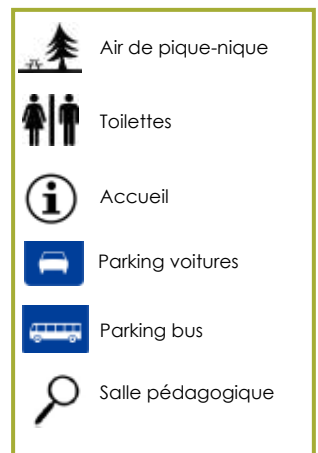 Air de pique-nique
Toilettes
Accueil
Parking voitures
Parking bus
Salle pédagogique